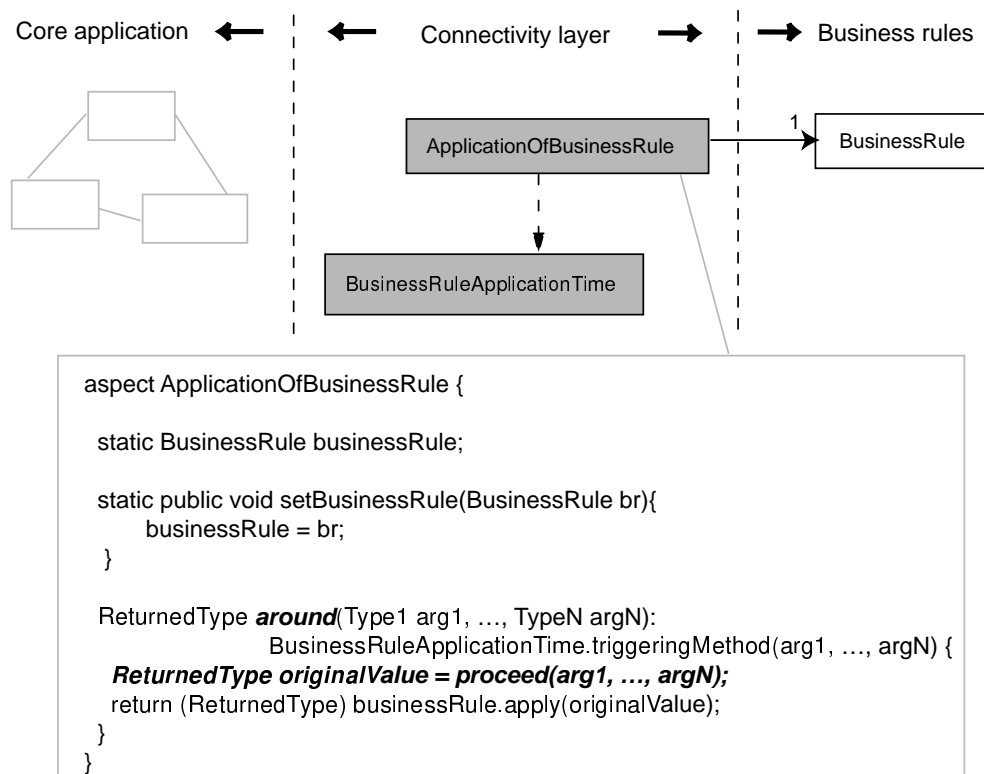 Core application
Connectivity layer
Business rules
ApplicationOfBusinessRule
1
BusinessRule
BusinessRuleApplicationTime
aspect ApplicationOfBusinessRule {
static BusinessRule businessRule;
static public void setBusinessRule(BusinessRule br){
businessRule = br;
}
ReturnedType around(Type1 arg1, …, TypeN argN):
BusinessRuleApplicationTime.triggeringMethod(arg1, …, argN) {
ReturnedType originalValue = proceed(arg1, …, argN);
return (ReturnedType) businessRule.apply(originalValue);
}
}